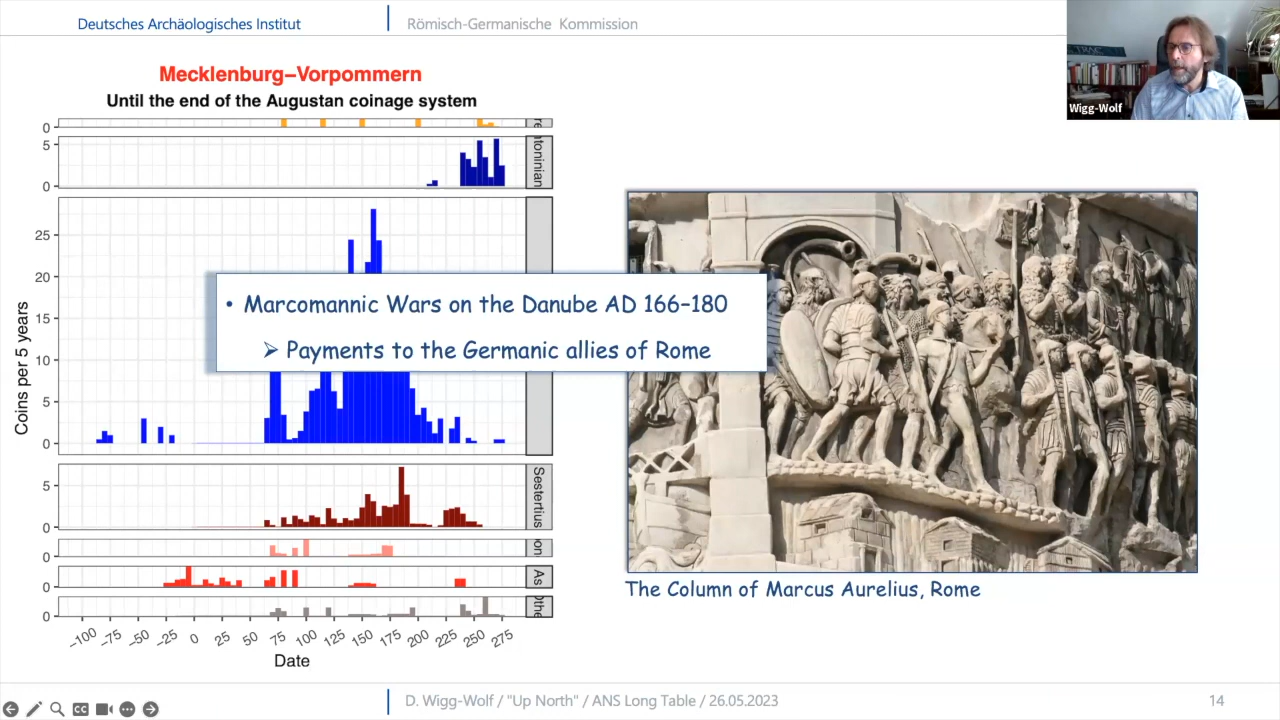 Deutsches Archäologisches Institut
Römisch-Germanische Kommission
Wigg-Wolf
Mecklenburg–Vorpommern
Until the end of the Augustan coinage system
0
5
0
toninian
25
20
15
10
5
0
5
0
Sestertius
0
on
0
As
0
Othe
Coins per 5 years
−100 −75 −50 −25 0 25 50 75 100 125 150 175 200 225 250 275
Date
• Marcomannic Wars on the Danube AD 166–180
➢ Payments to the Germanic allies of Rome
The Column of Marcus Aurelius, Rome
D. Wigg-Wolf / "Up North" / ANS Long Table / 26.05.2023
14
CC